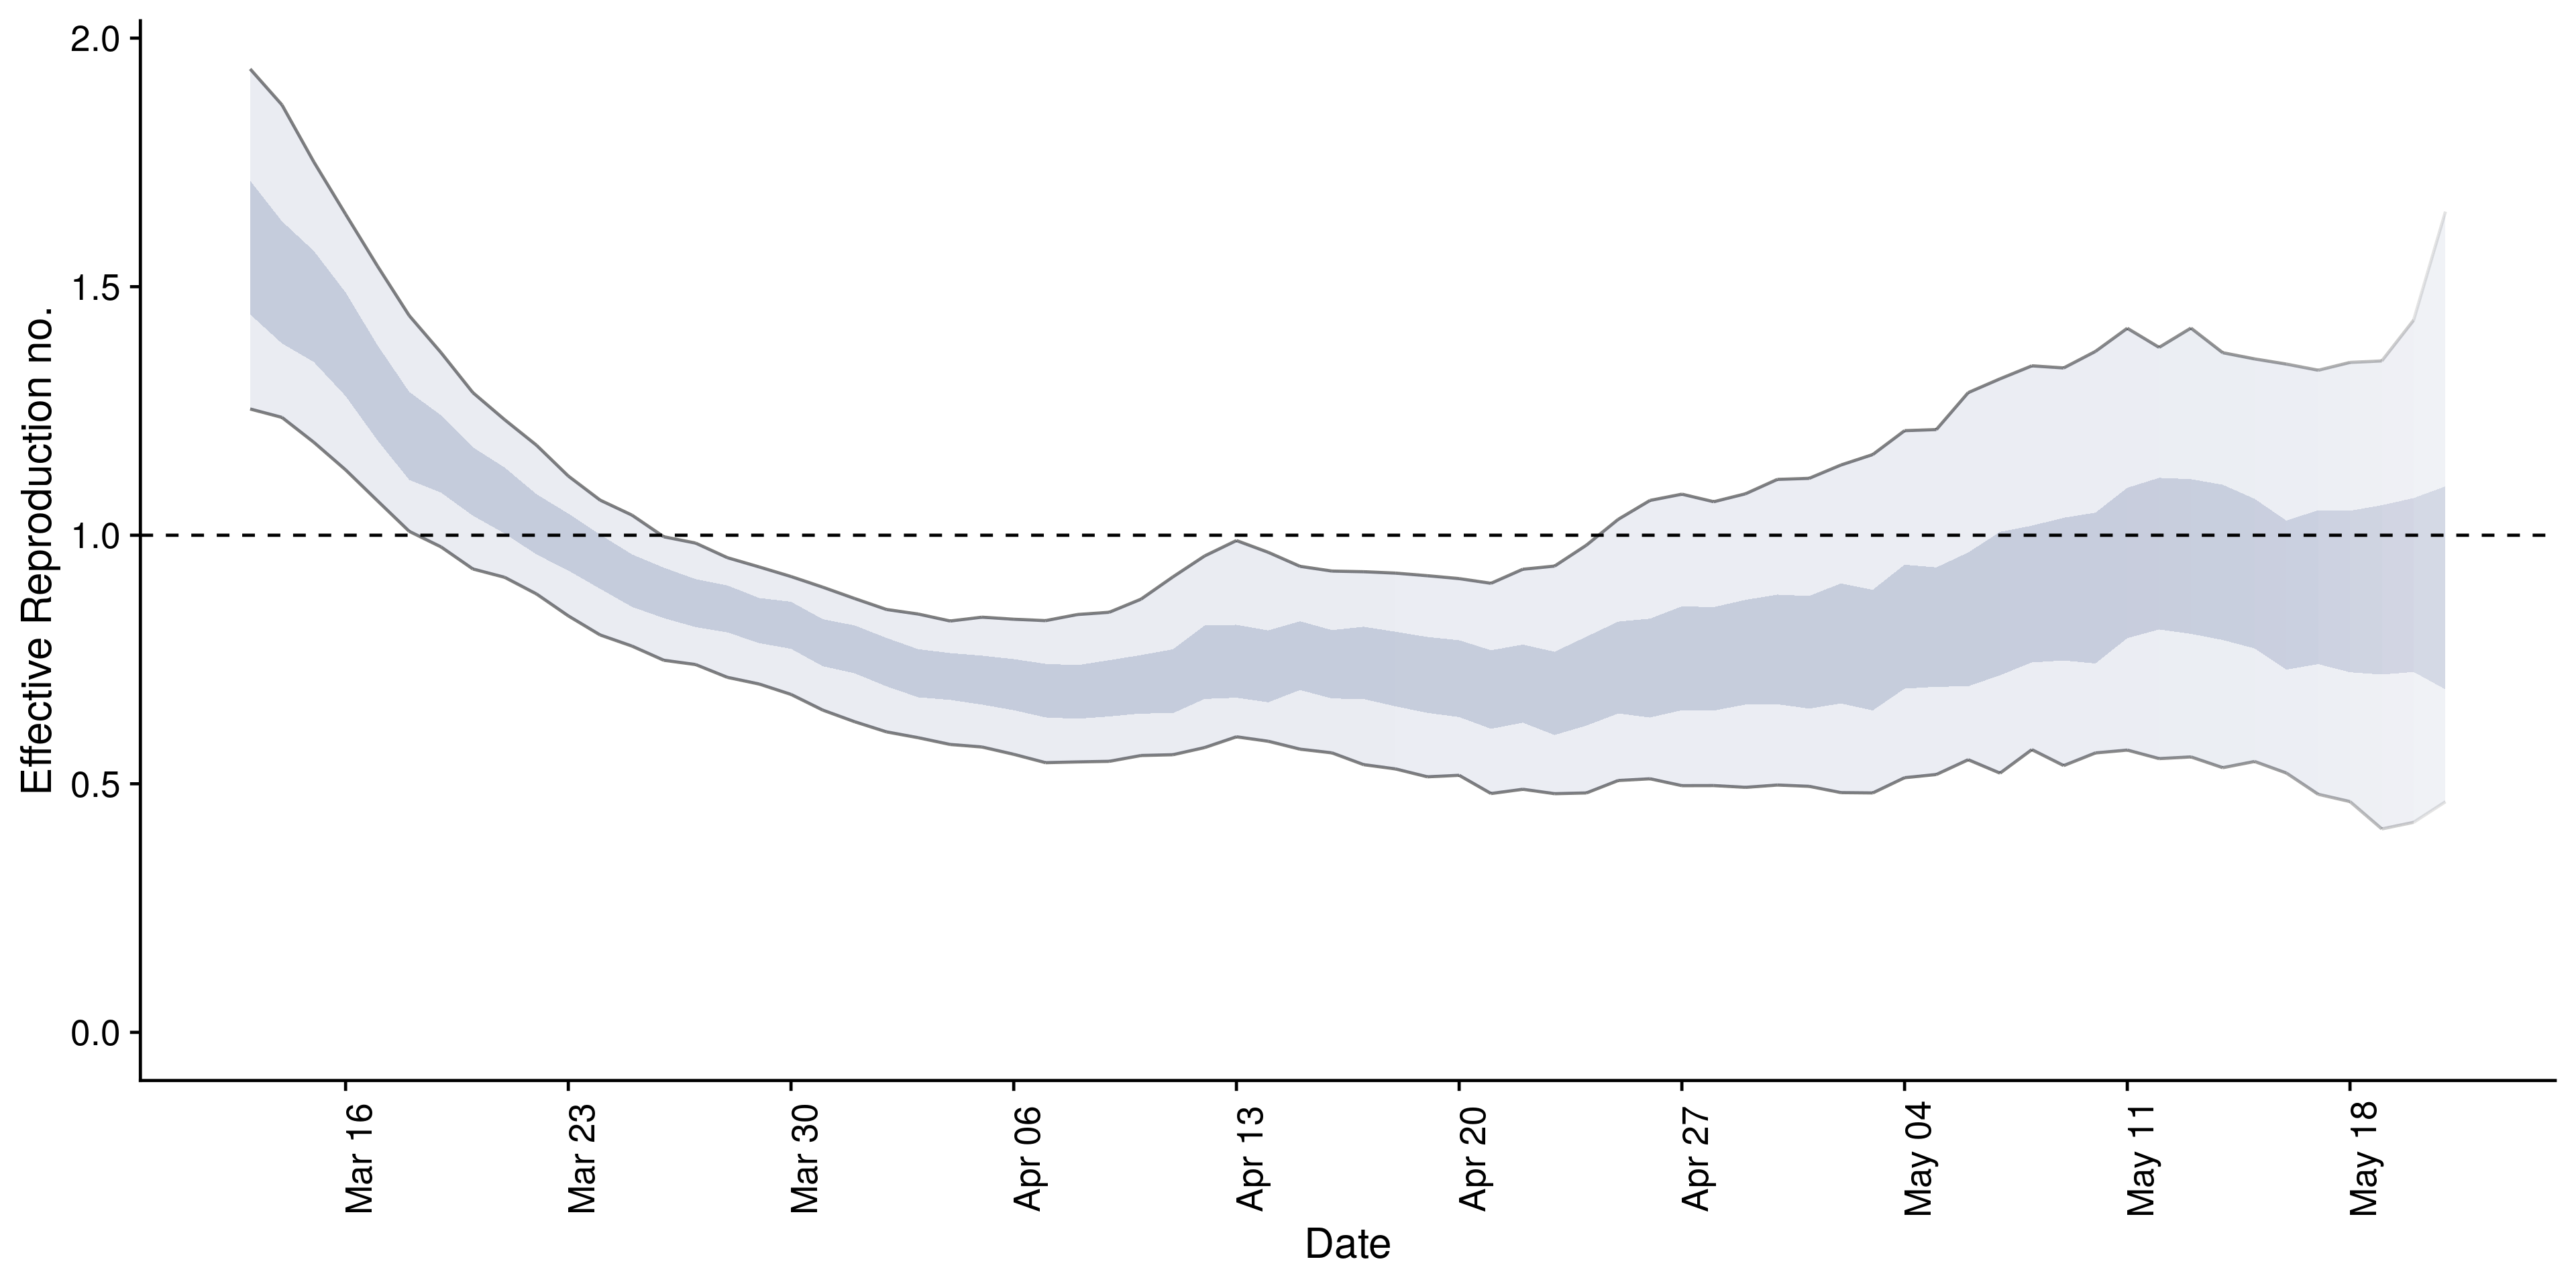 2.0
1.5
1.0
0.5
0.0
Effective Reproduction no.
Mar 16
Mar 23
Mar 30
Apr 06
Apr 13
Apr 20
Apr 27
May 04
May 11
May 18
Date